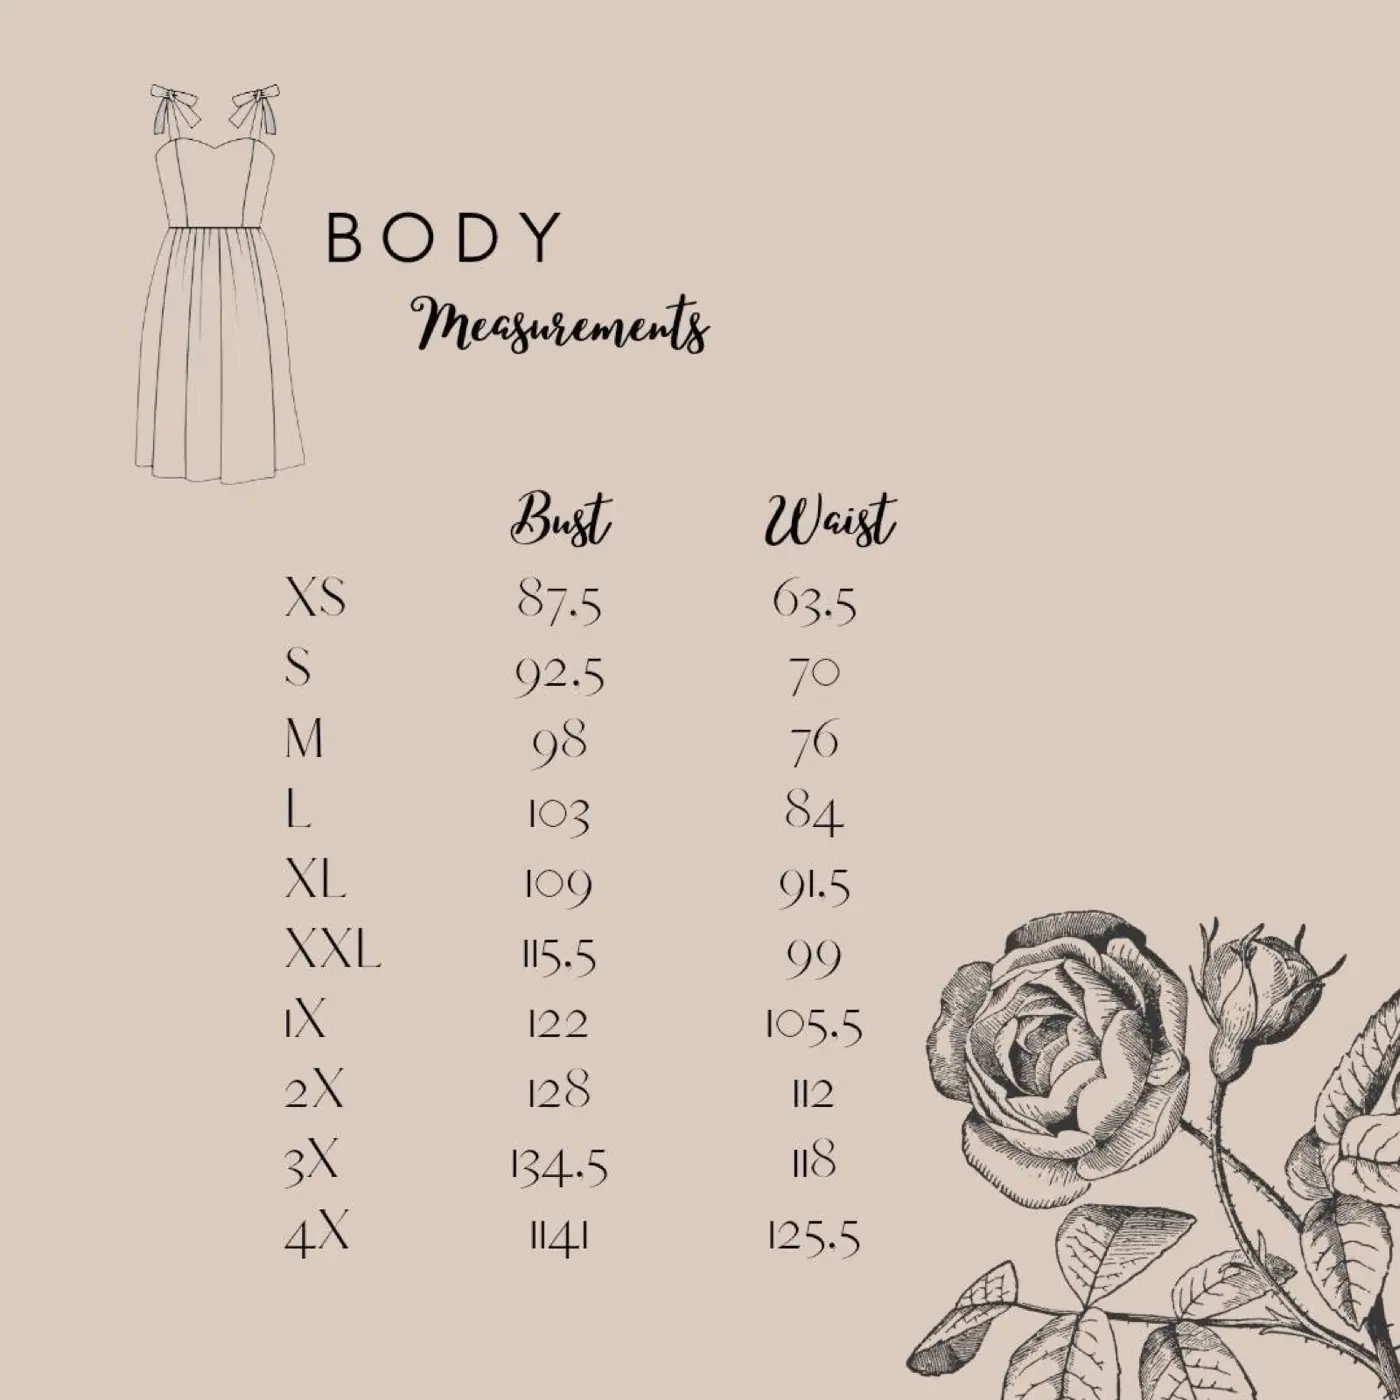 BODY
Measurements
Bust Waist
XS 87.5 63.5
S 92.5 70
M 98 76
L 103 84
XL 109 91.5
XXL 115.5 99
1X 122 105.5
2X 128 112
3X 134.5 118
4X 1141 125.5